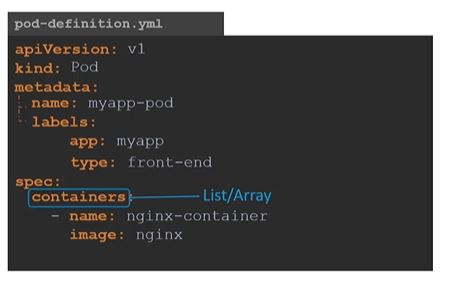 pod-definition.yml
apiVersion: v1
kind: Pod
metadata:
name: myapp-pod
labels:
app: myapp
type: front-end
spec:
containers: List/Array
- name: nginx-container
image: nginx